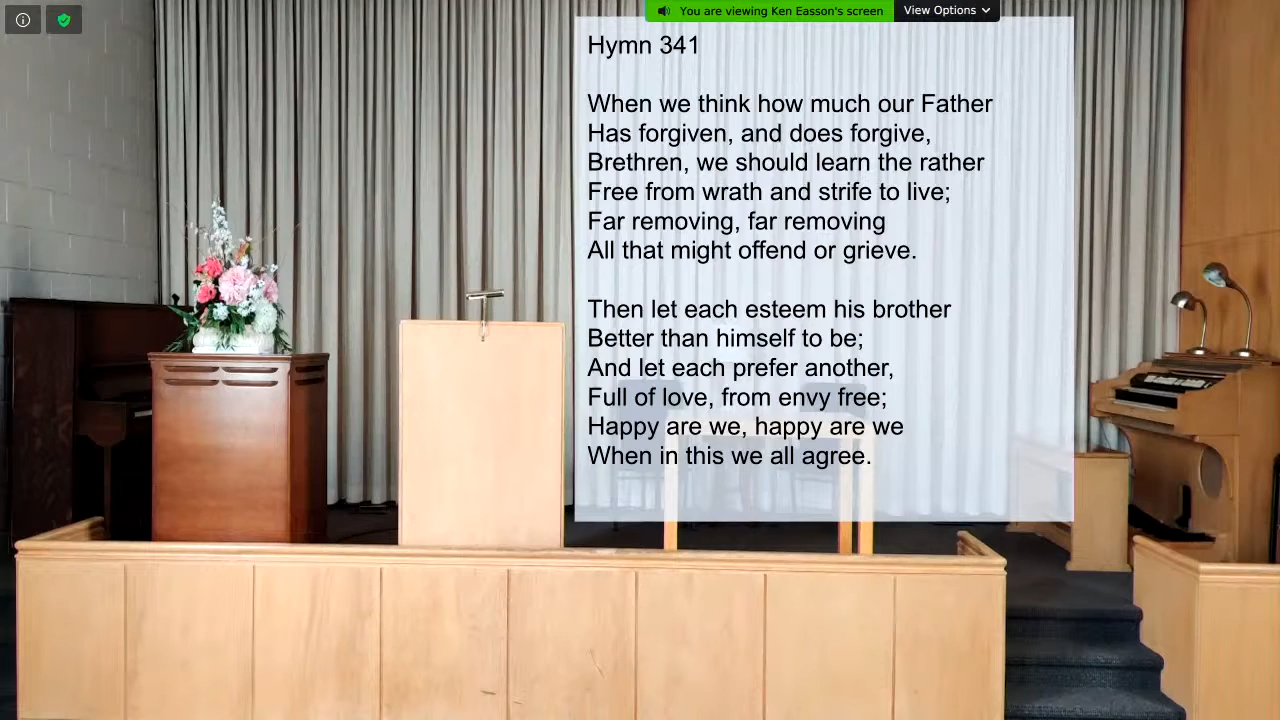 You are viewing Ken Easson's screen
View Options
Hymn 341
When we think how much our Father
Has forgiven, and does forgive,
Brethren, we should learn the rather
Free from wrath and strife to live;
Far removing, far removing
All that might offend or grieve.
Then let each esteem his brother
Better than himself to be;
And let each prefer another,
Full of love, from envy free;
Happy are we, happy are we
When in this we all agree.